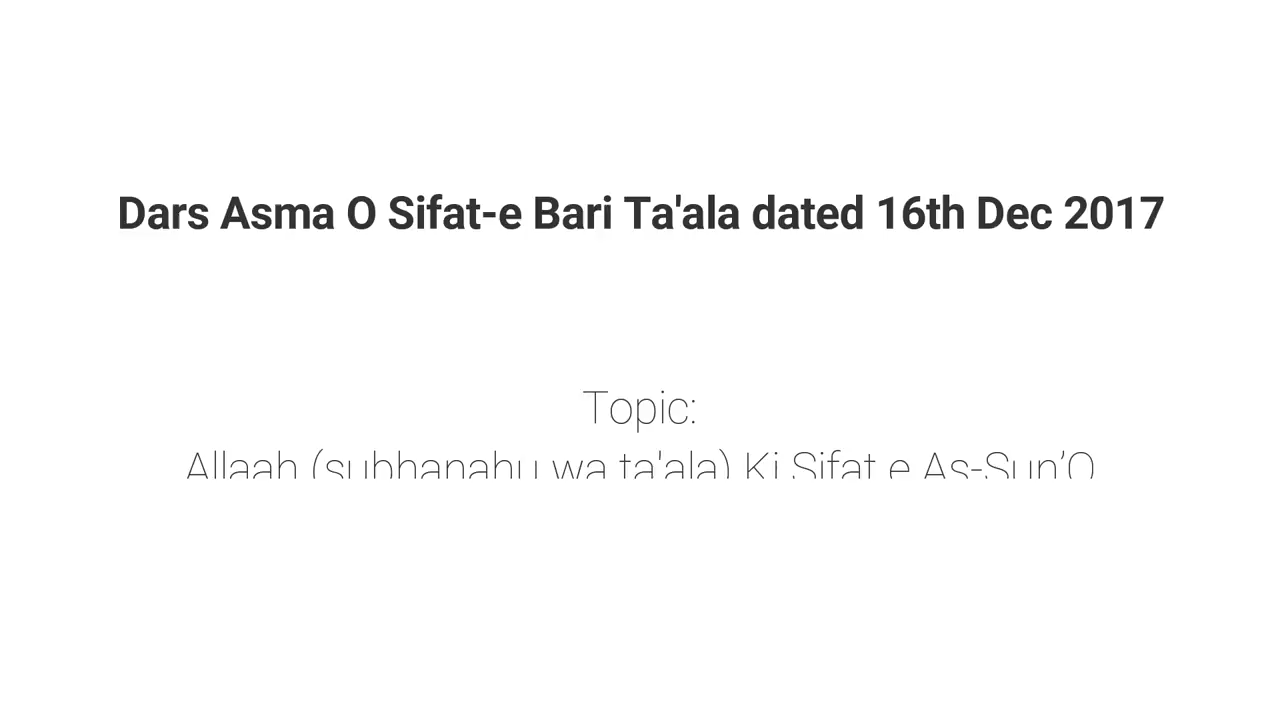 Dars Asma O Sifat-e Bari Ta'ala dated 16th Dec 2017
Topic:
Allaah (subhanahu wa ta'ala) Ki Sifat e As-Sun’O